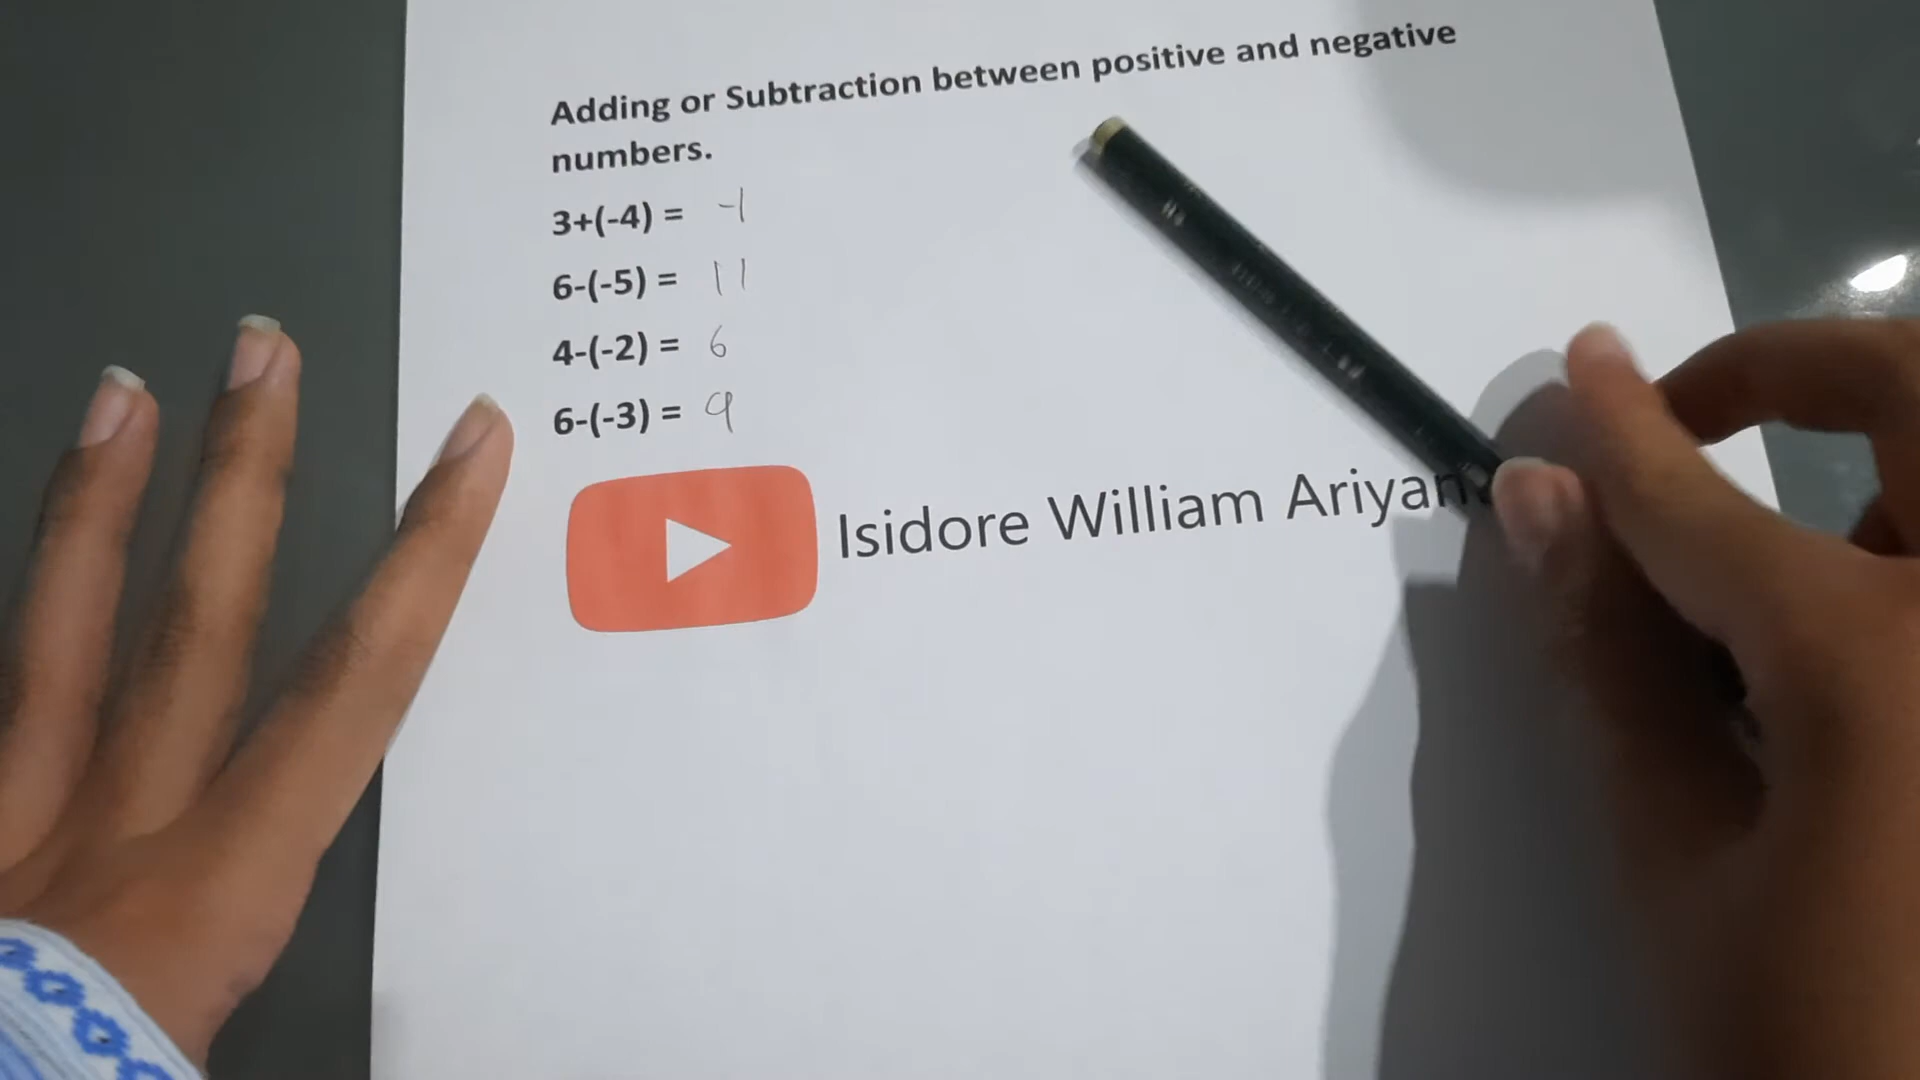 Adding or Subtraction between positive and negative
numbers.
3+(-4) = -1
6-(-5) = 11
4-(-2) = 6
6-(-3) = 9
Isidore William